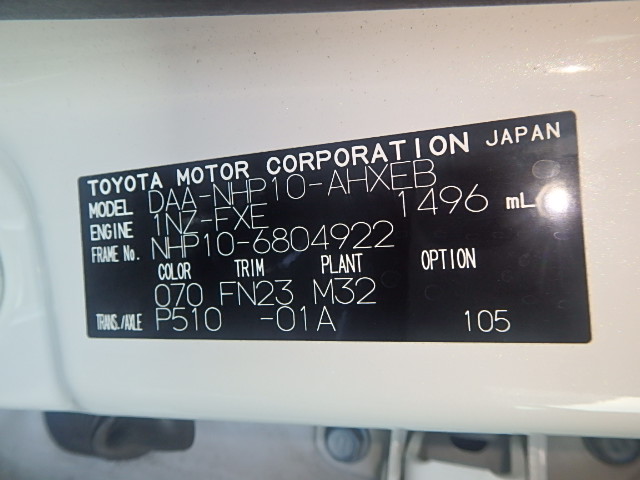 TOYOTA MOTOR CORPORATION JAPAN
MODEL DAA-NHP10-AHXEB
ENGINE 1NZ-FXE 1496 mL
FRAME No. NHP10-6804922
COLOR TRIM PLANT OPTION
070 FN23 M32
TRANS./AXLE P510 -01A 105